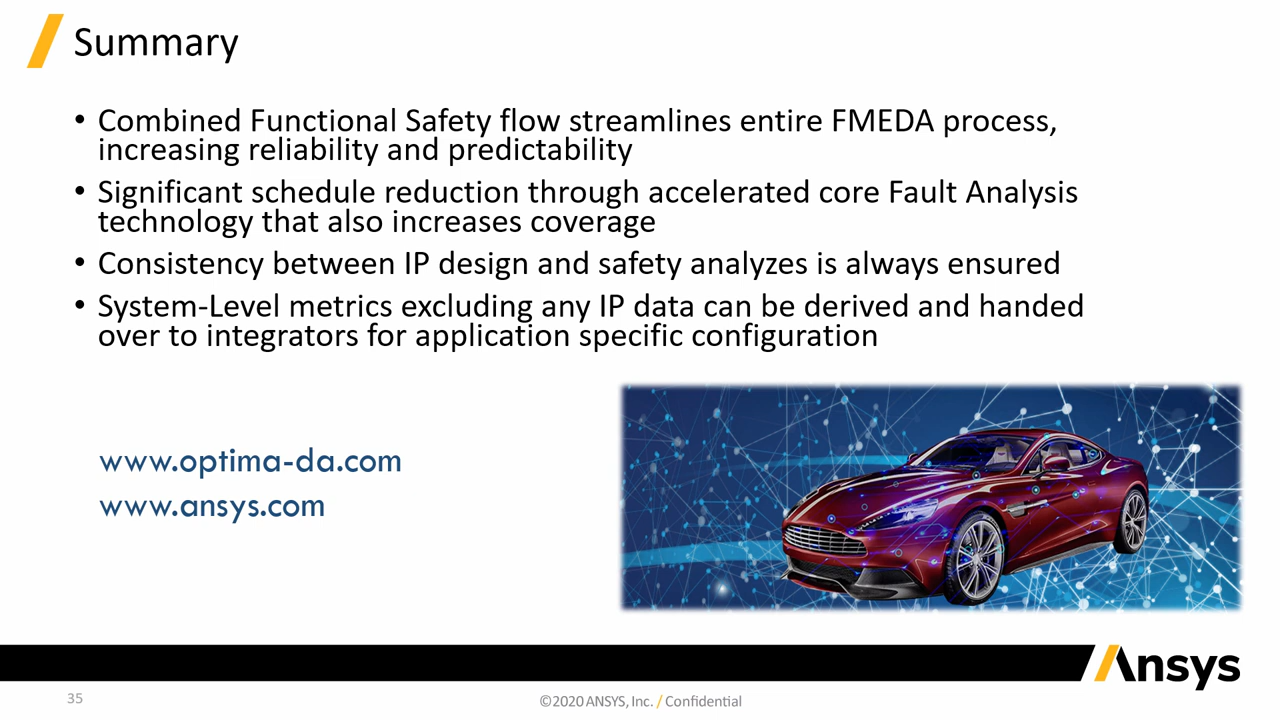 Summary
• Combined Functional Safety flow streamlines entire FMEDA process,
increasing reliability and predictability
• Significant schedule reduction through accelerated core Fault Analysis
technology that also increases coverage
• Consistency between IP design and safety analyzes is always ensured
• System-Level metrics excluding any IP data can be derived and handed
over to integrators for application specific configuration
www.optima-da.com
www.ansys.com
Ansys
35
©2020 ANSYS, Inc. / Confidential